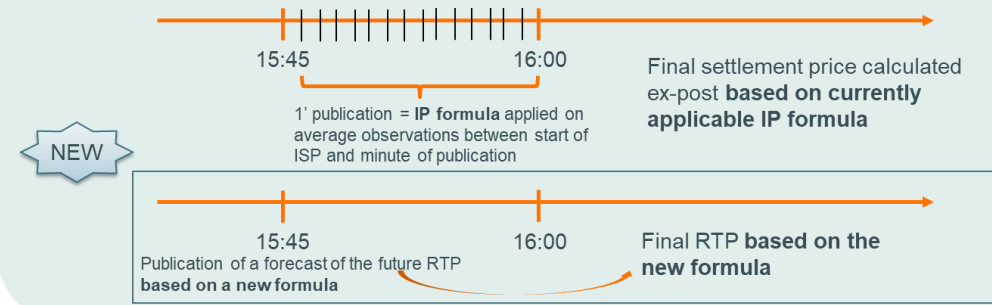 15:45
16:00
Final settlement price calculated
ex-post based on currently
applicable IP formula
1’ publication = IP formula applied on
average observations between start of
ISP and minute of publication
NEW
15:45
16:00
Publication of a forecast of the future RTP
based on a new formula
Final RTP based on the
new formula